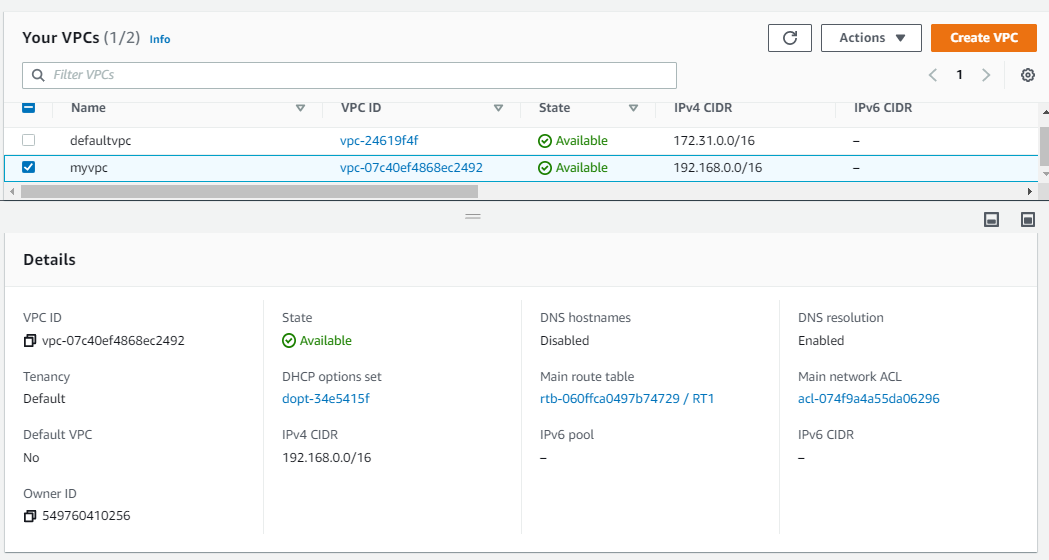 Your VPCs (1/2) Info
Actions
Create VPC
Filter VPCs
1
Name VPC ID State IPv4 CIDR IPv6 CIDR
defaultvpc vpc-24619f4f Available 172.31.0.0/16 –
myvpc vpc-07c40ef4868ec2492 Available 192.168.0.0/16 –
Details
VPC ID State DNS hostnames DNS resolution
vpc-07c40ef4868ec2492 Available Disabled Enabled
Tenancy DHCP options set Main route table Main network ACL
Default dopt-34e5415f rtb-060ffca0497b74729 / RT1 acl-074f9a4a55da06296
Default VPC IPv4 CIDR IPv6 pool IPv6 CIDR
No 192.168.0.0/16 – –
Owner ID
549760410256